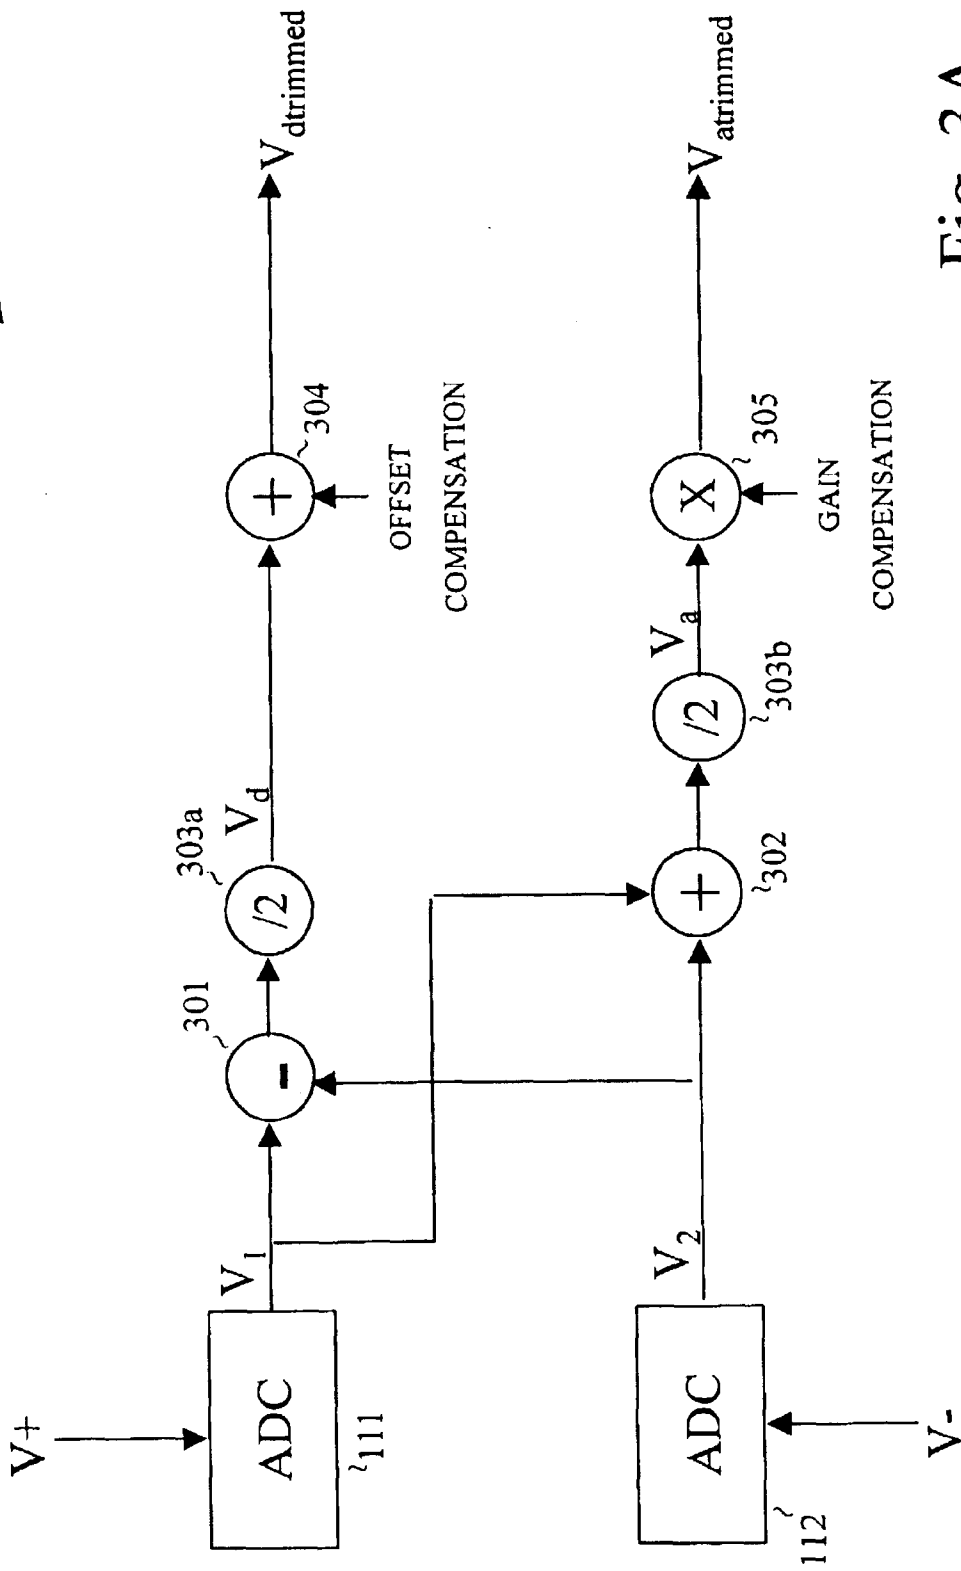 V+
ADC
111
V1
301
-
303a
/2
Vd
+
304
OFFSET
COMPENSATION
Vdtrimmed
V-
ADC
112
V2
+
302
/2
303b
Va
X
305
GAIN
COMPENSATION
Vatrimmed